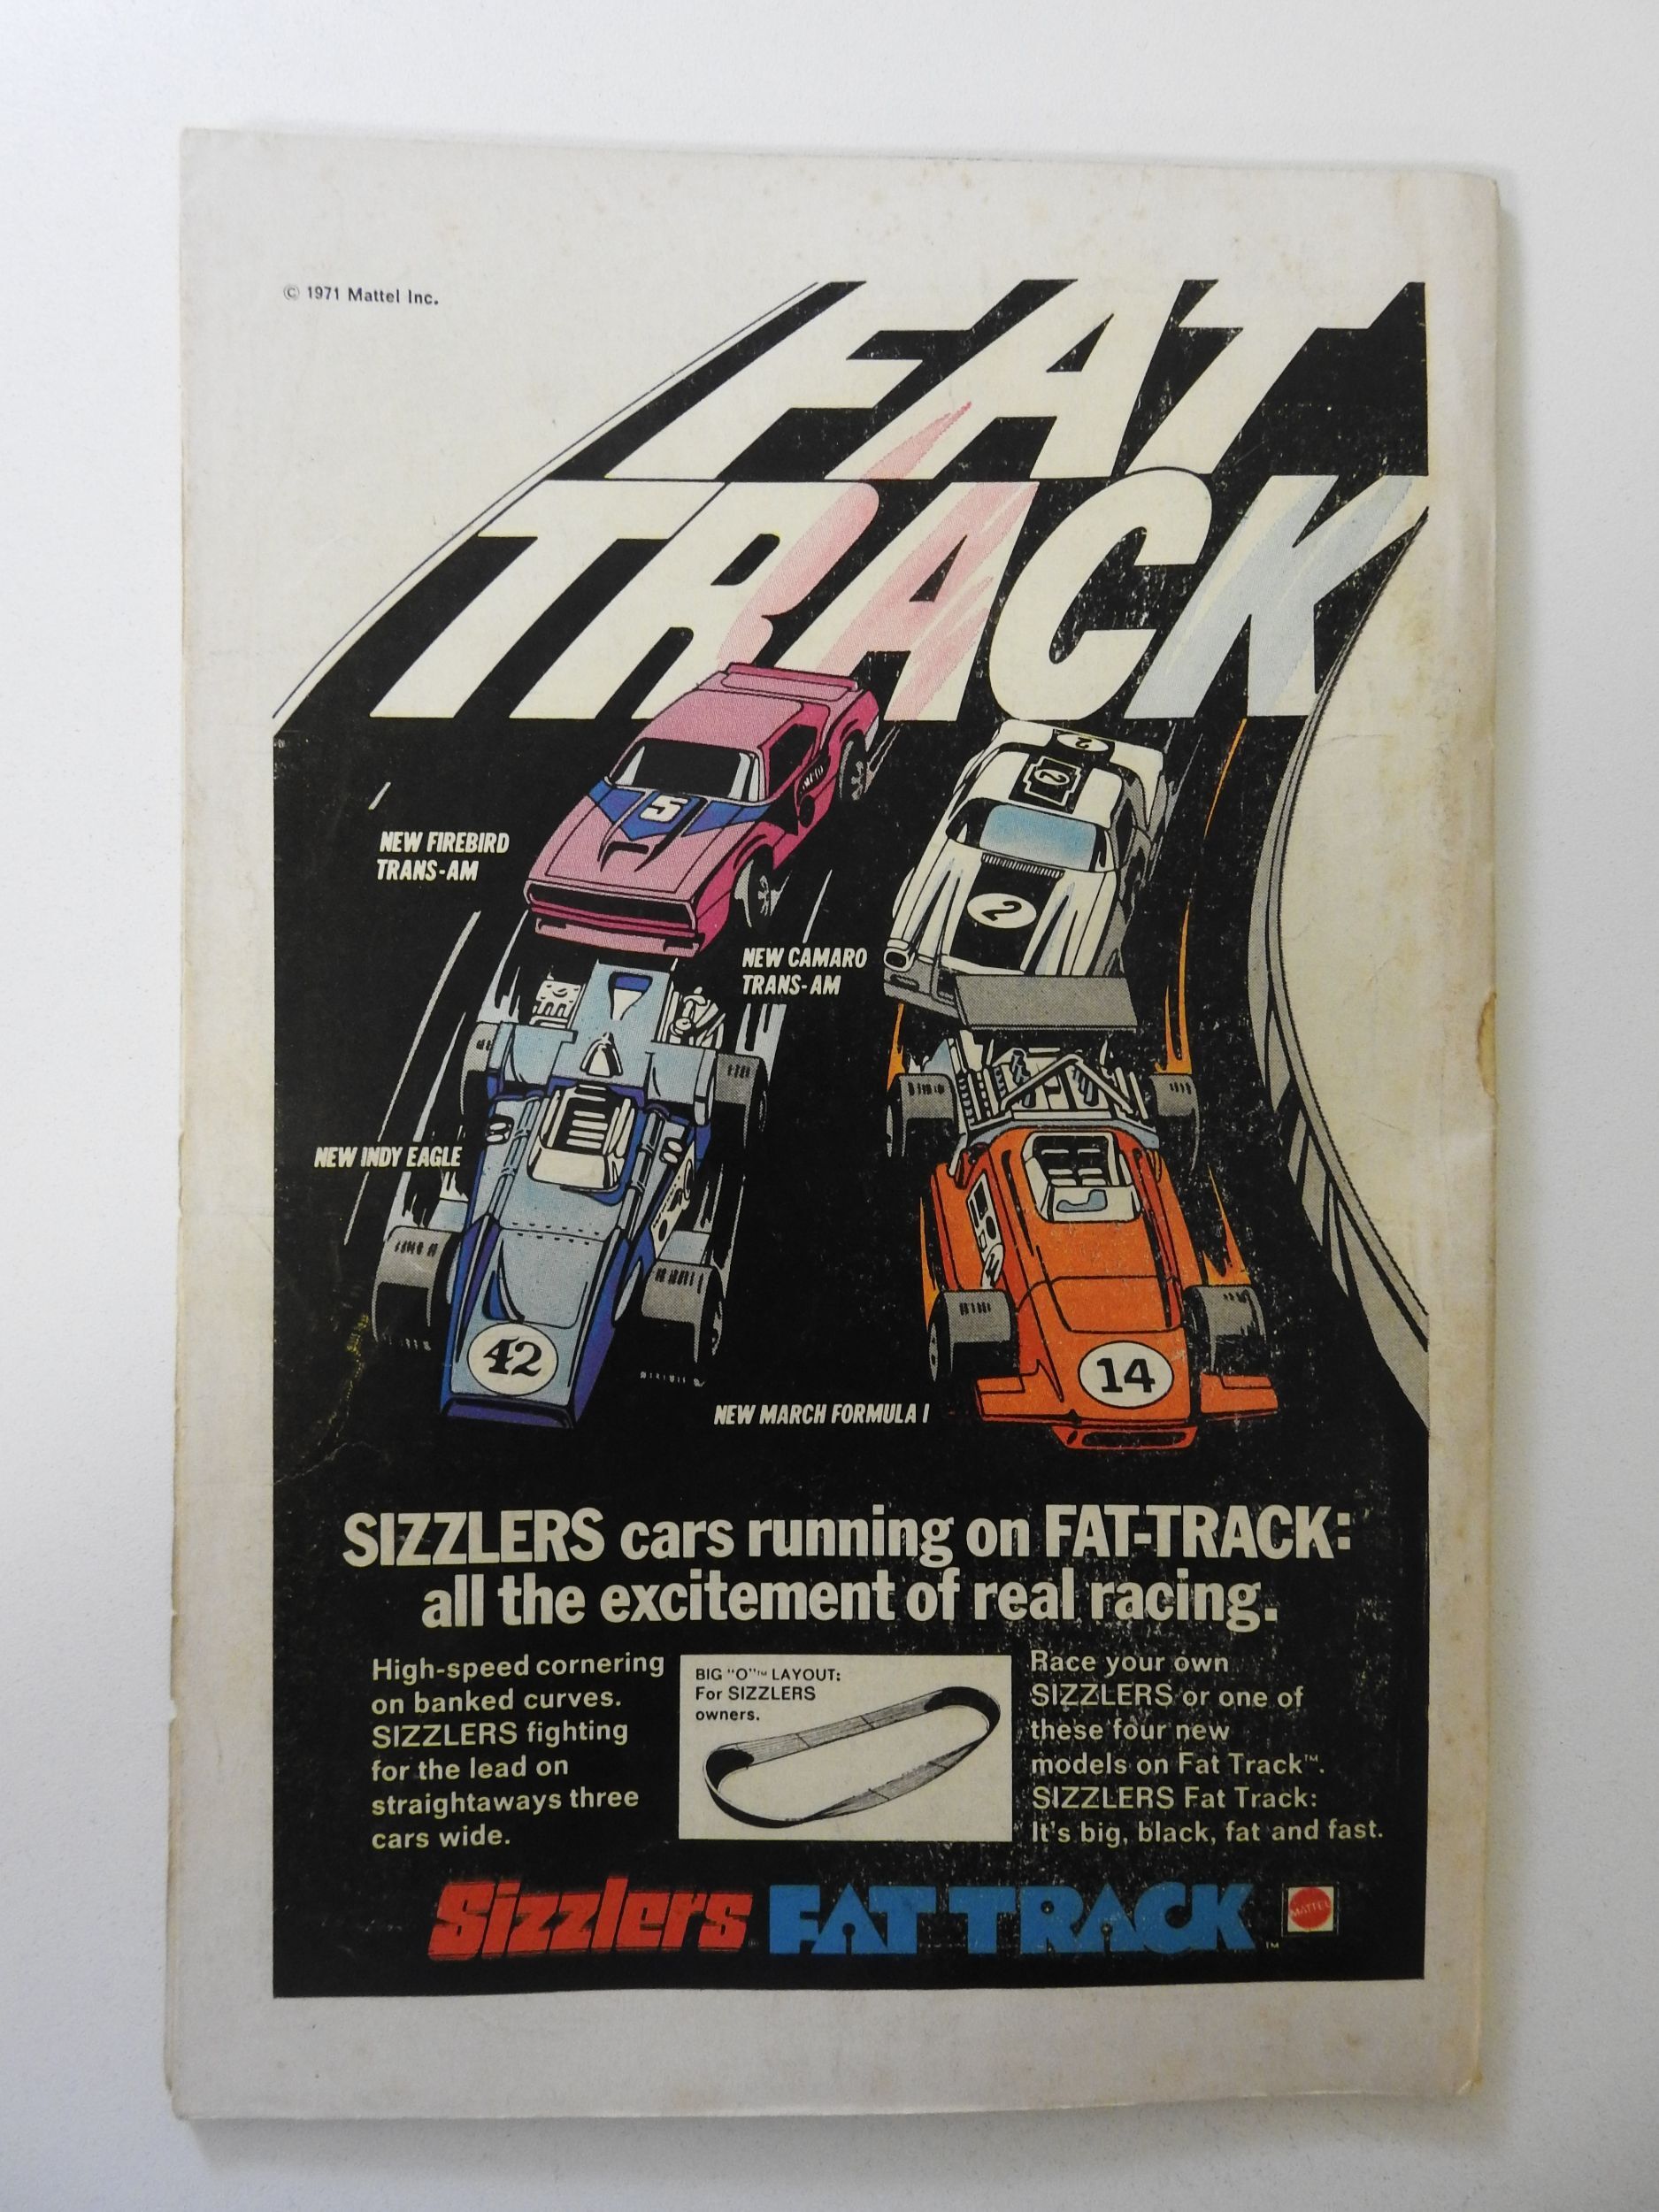 © 1971 Mattel Inc.
FAT
TRACK
5
2
2
2
NEW FIREBIRD
TRANS-AM
NEW CAMARO
TRANS-AM
NEW INDY EAGLE
42
14
NEW MARCH FORMULA I
SIZZLERS cars running on FAT-TRACK:
all the excitement of real racing.
High-speed cornering
on banked curves.
SIZZLERS fighting
for the lead on
straightaways three
cars wide.
BIG "O"™ LAYOUT:
For SIZZLERS
owners.
Race your own
SIZZLERS or one of
these four new
models on Fat Track™.
SIZZLERS Fat Track:
It's big, black, fat and fast.
Sizzlers FAT TRACK™
MATTEL